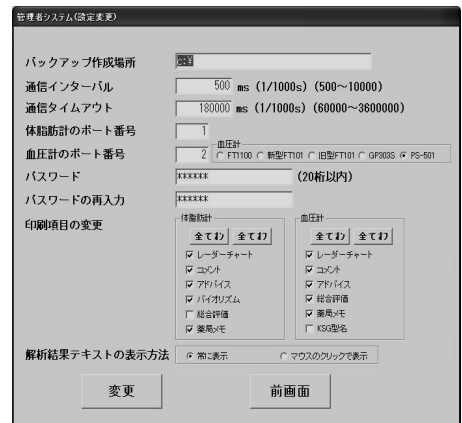 管理者システム(設定変更)
バックアップ作成場所 c:¥
通信インターバル 500 ms (1/1000s) (500～10000)
通信タイムアウト 180000 ms (1/1000s) (60000～3600000)
体脂肪計のポート番号 1
血圧計のポート番号 2
血圧計
FT1100 新型FT101 旧型FT101 GP303S PS-501
パスワード ****** (20桁以内)
パスワードの再入力 ******
印刷項目の変更
体脂肪計
全てオン 全てオフ
レーダーチャート
コメント
アドバイス
バイオリズム
総合評価
薬局メモ
血圧計
全てオン 全てオフ
レーダーチャート
コメント
アドバイス
総合評価
薬局メモ
KSG型名
解析結果テキストの表示方法 常に表示 マウスのクリックで表示
変更 前画面